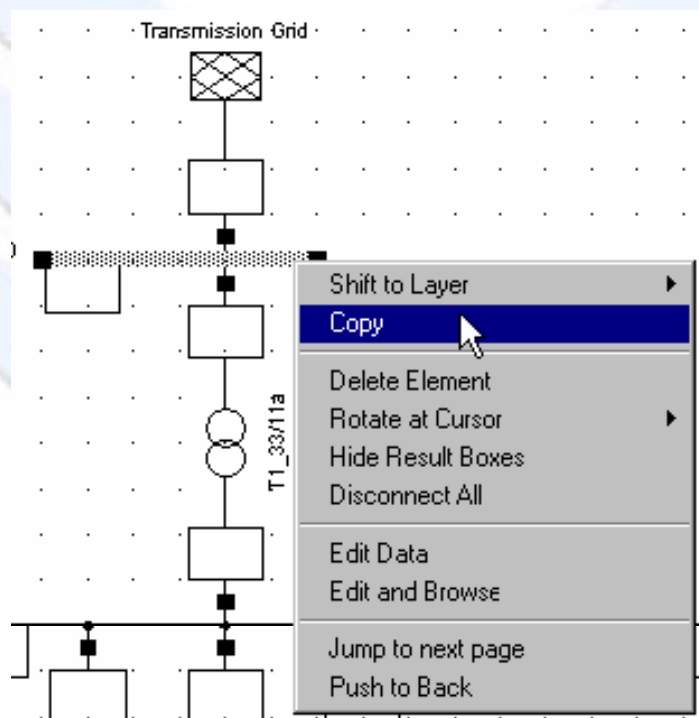 Transmission Grid
T1_33/11a
Shift to Layer
Copy
Delete Element
Rotate at Cursor
Hide Result Boxes
Disconnect All
Edit Data
Edit and Browse
Jump to next page
Push to Back